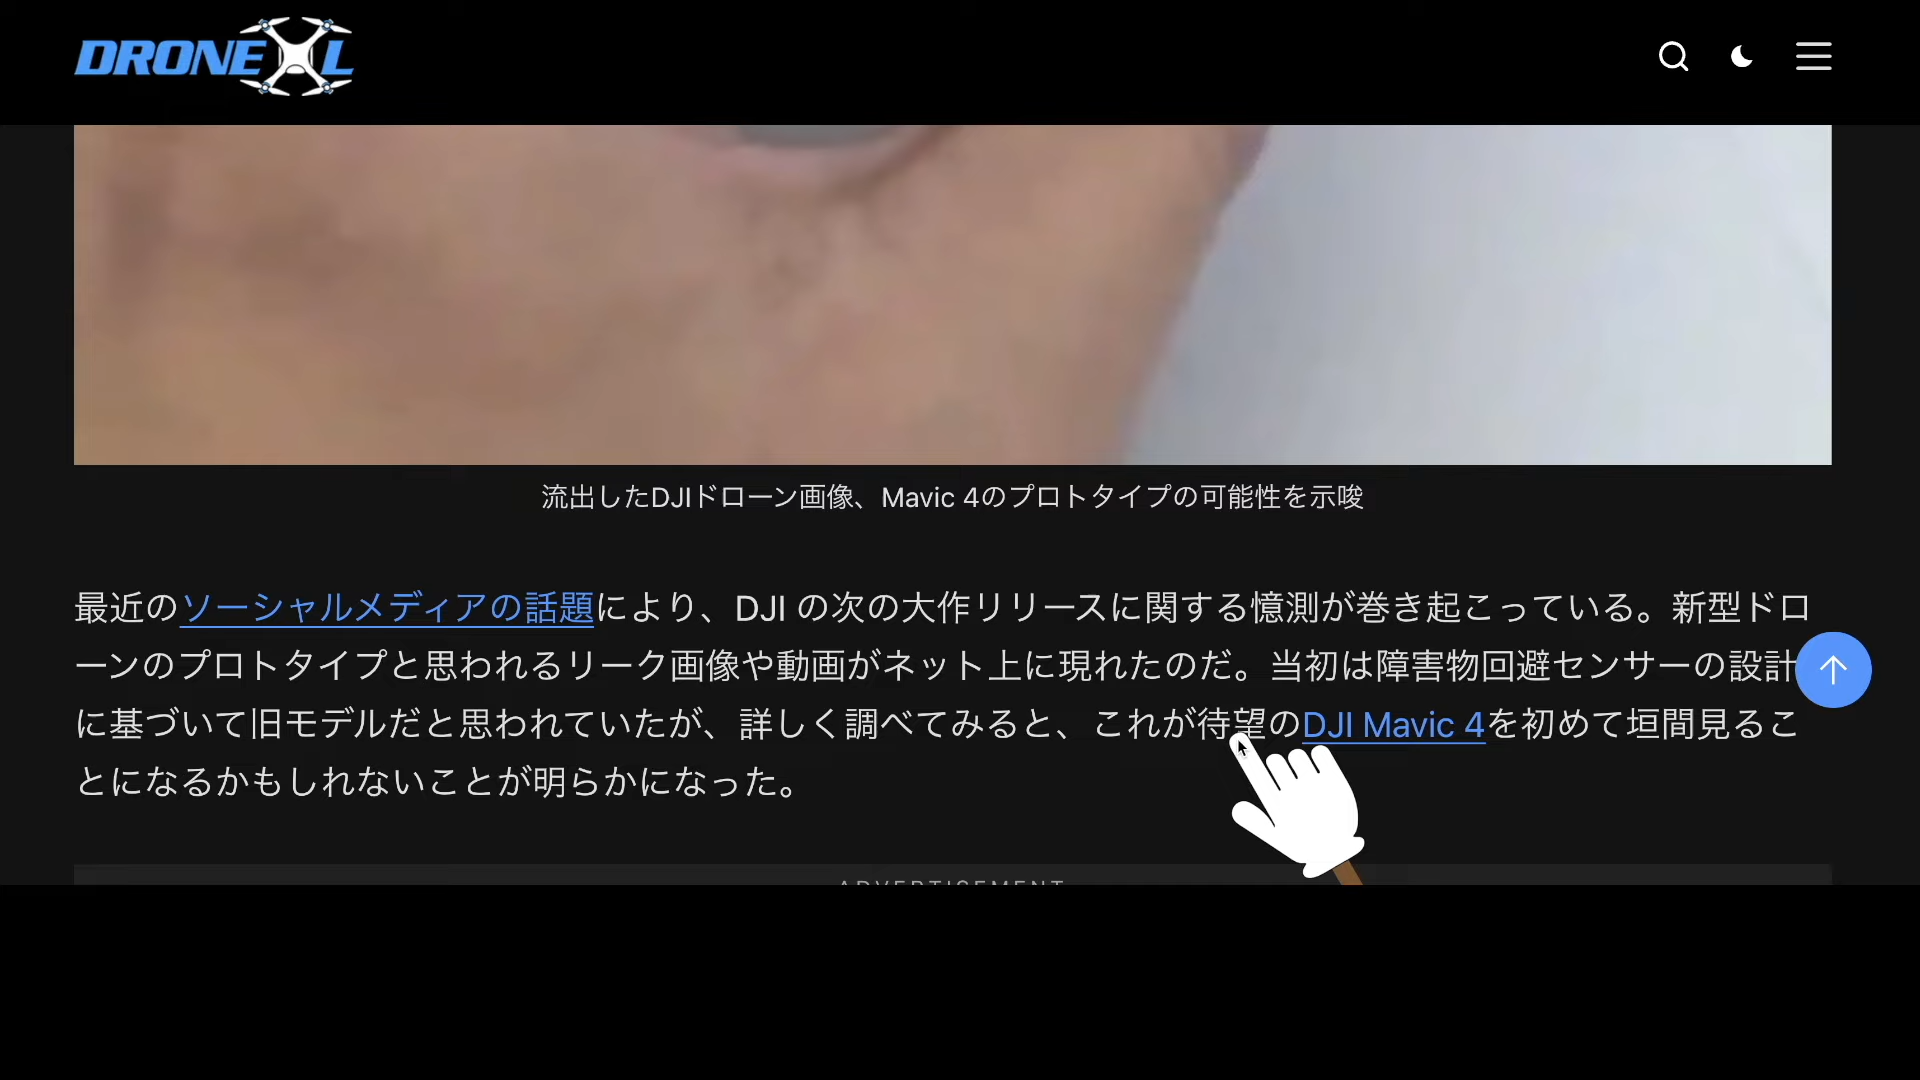 DRONEXL
流出したDJIドローン画像、Mavic 4のプロトタイプの可能性を示唆
最近のソーシャルメディアの話題により、DJI の次の大作リリースに関する憶測が巻き起こっている。新型ドロ
ーンのプロトタイプと思われるリーク画像や動画がネット上に現れたのだ。当初は障害物回避センサーの設計
に基づいて旧モデルだと思われていたが、詳しく調べてみると、これが待望のDJI Mavic 4を初めて垣間見るこ
とになるかもしれないことが明らかになった。
ADVERTISEMENT